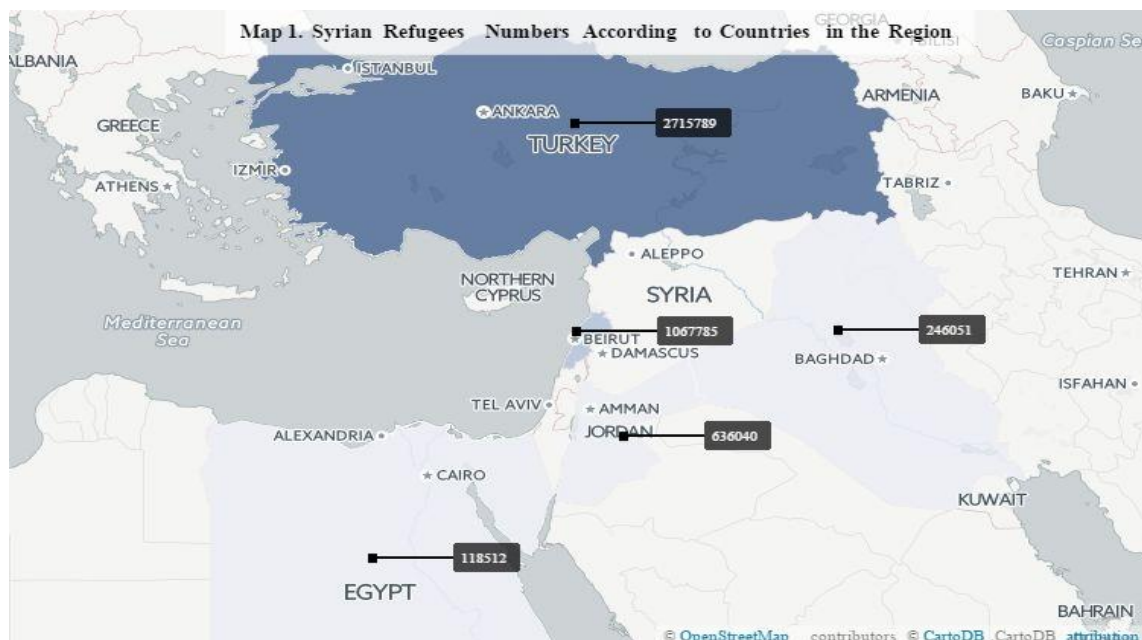 Map 1. Syrian Refugees Numbers According to Countries in the Region
GEORGIA
Caspian Se
ALBANIA
ISTANBUL
ANKARA
ARMENIA
BAKU
GREECE
2715789
TURKEY
IZMIR
ATHENS
TABRIZ
ALEPPO
TEHRAN
NORTHERN
CYPRUS
SYRIA
Mediterranean
Sea
1067785
246051
BEIRUT
DAMASCUS
BAGHDAD
ISFAHAN
TEL AVIV
AMMAN
JORDAN
636040
ALEXANDRIA
CAIRO
KUWAIT
118512
EGYPT
BAHRAIN
© OpenStreetMap contributors © CartoDB CartoDB attribution